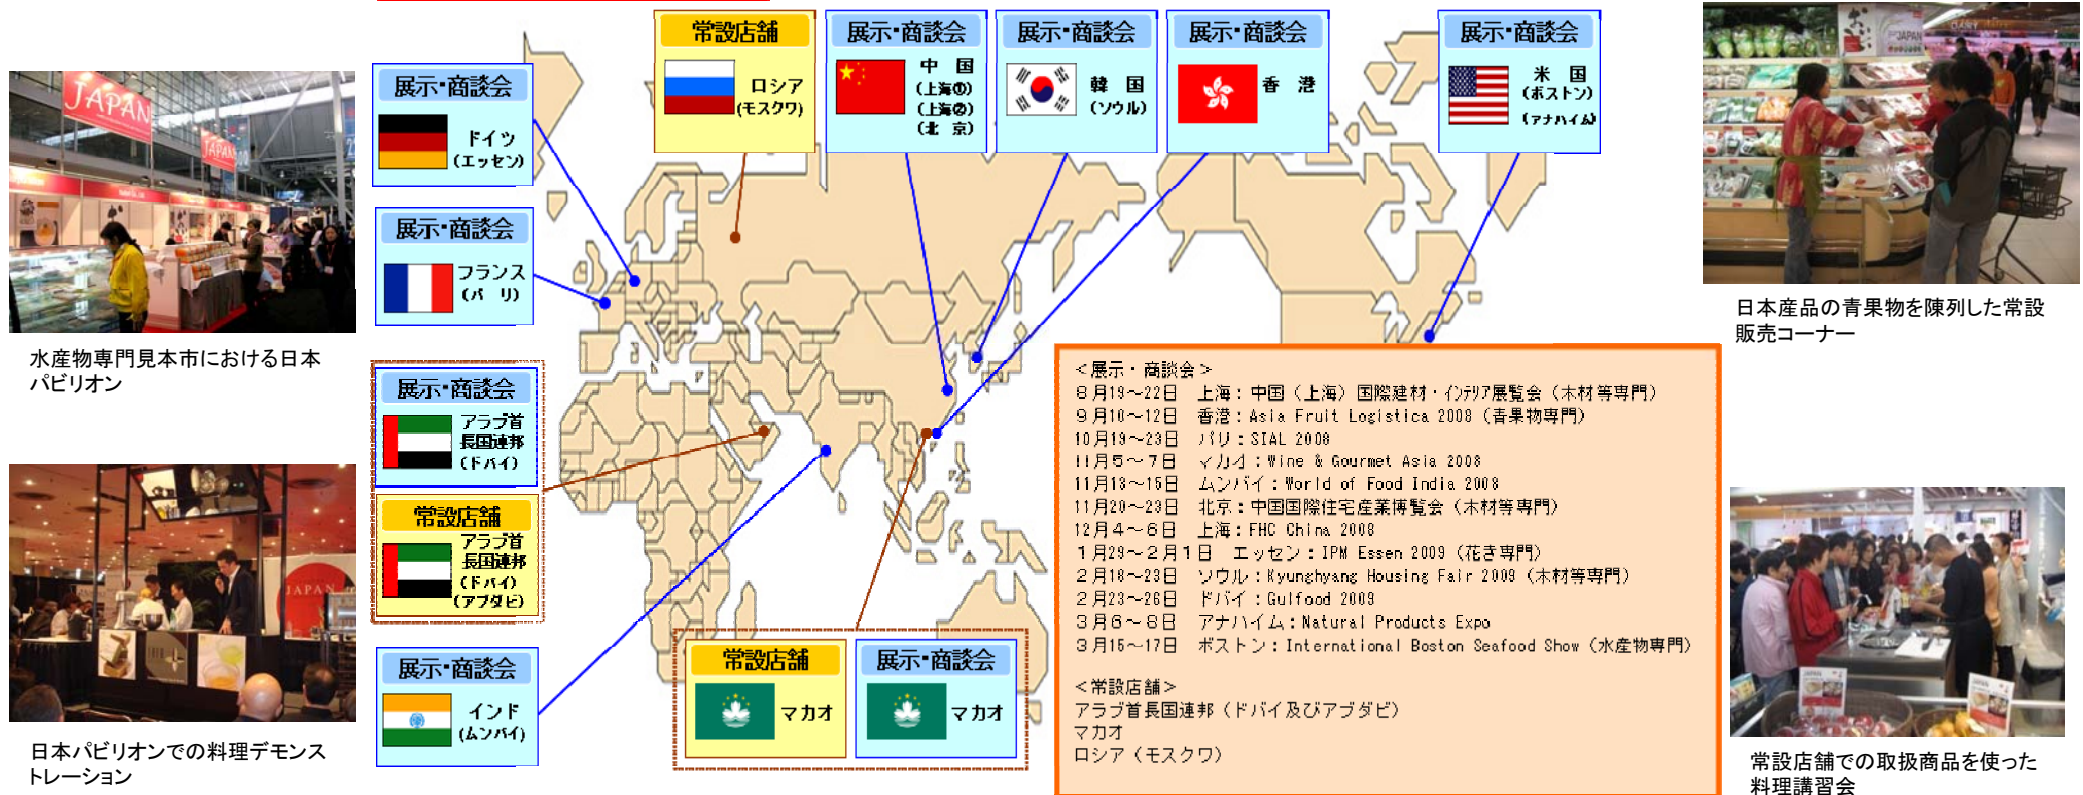 JAPAN
JAPAN
水産物専門見本市における日本
パビリオン
JAPAN
日本パビリオンでの料理デモンス
トレーション
展示・商談会
ドイツ
(エッセン)
展示・商談会
フランス
(パリ)
展示・商談会
アラブ首
長国連邦
(ドバイ)
常設店舗
アラブ首
長国連邦
(ドバイ)
(アブダビ)
展示・商談会
インド
(ムンバイ)
常設店舗
ロシア
(モスクワ)
展示・商談会
中 国
(上海①)
(上海②)
(北 京)
展示・商談会
韓 国
(ソウル)
展示・商談会
香 港
展示・商談会
米 国
(ボストン)
(アナハイム)
常設店舗
マカオ
展示・商談会
マカオ
<展示・商談会>
8月19~22日 上海:中国(上海)国際建材・インテリア展覧会(木材等専門)
9月10~12日 香港:Asia Fruit Logistica 2008(青果物専門)
10月19~23日 パリ:SIAL 2008
11月5~7日 マカオ:Wine & Gourmet Asia 2008
11月13~15日 ムンバイ:World of Food India 2008
11月20~23日 北京:中国国際住宅産業博覧会(木材等専門)
12月4~6日 上海:FHC China 2008
1月29~2月1日 エッセン:IPM Essen 2009(花き専門)
2月18~23日 ソウル:Kyunghyang Housing Fair 2009(木材等専門)
2月23~26日 ドバイ:Gulfood 2009
3月6~8日 アナハイム:Natural Products Expo
3月15~17日 ボストン:International Boston Seafood Show(水産物専門)
<常設店舗>
アラブ首長国連邦(ドバイ及びアブダビ)
マカオ
ロシア(モスクワ)
JAPAN
日本産品の青果物を陳列した常設
販売コーナー
常設店舗での取扱商品を使った
料理講習会